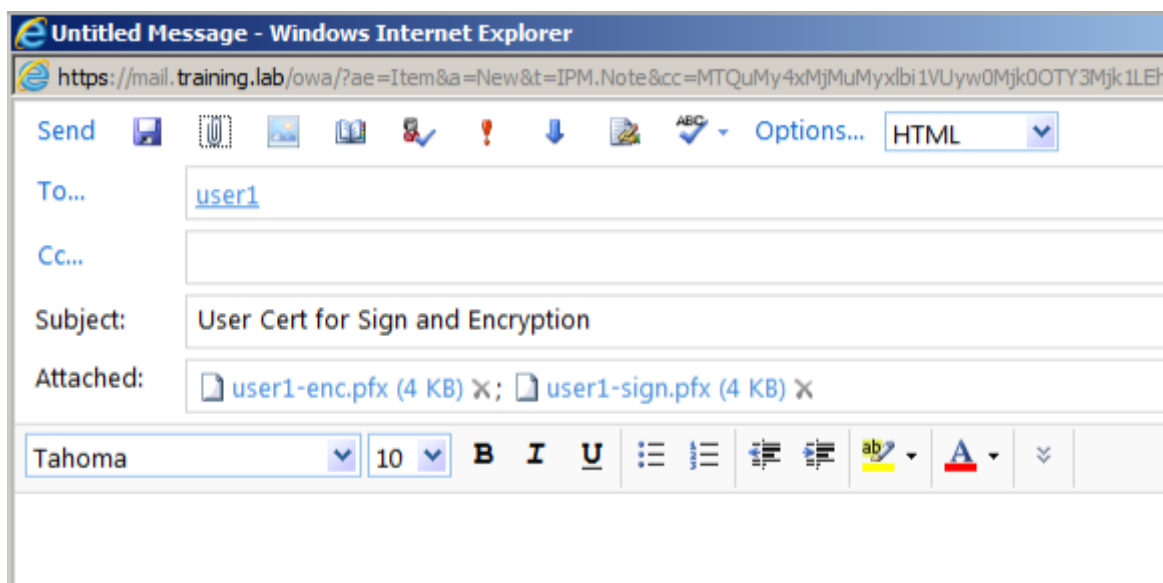 Untitled Message - Windows Internet Explorer
https://mail.training.lab/owa/?ae=Item&a=New&t=IPM.Note&cc=MTQuMy4xMjMuMyxlbi1VUyw0Mjk0OTY3Mjk1LEh
Send ABC Options... HTML
To... user1
Cc...
Subject: User Cert for Sign and Encryption
Attached: user1-enc.pfx (4 KB) ; user1-sign.pfx (4 KB)
Tahoma 10 B I U ab A